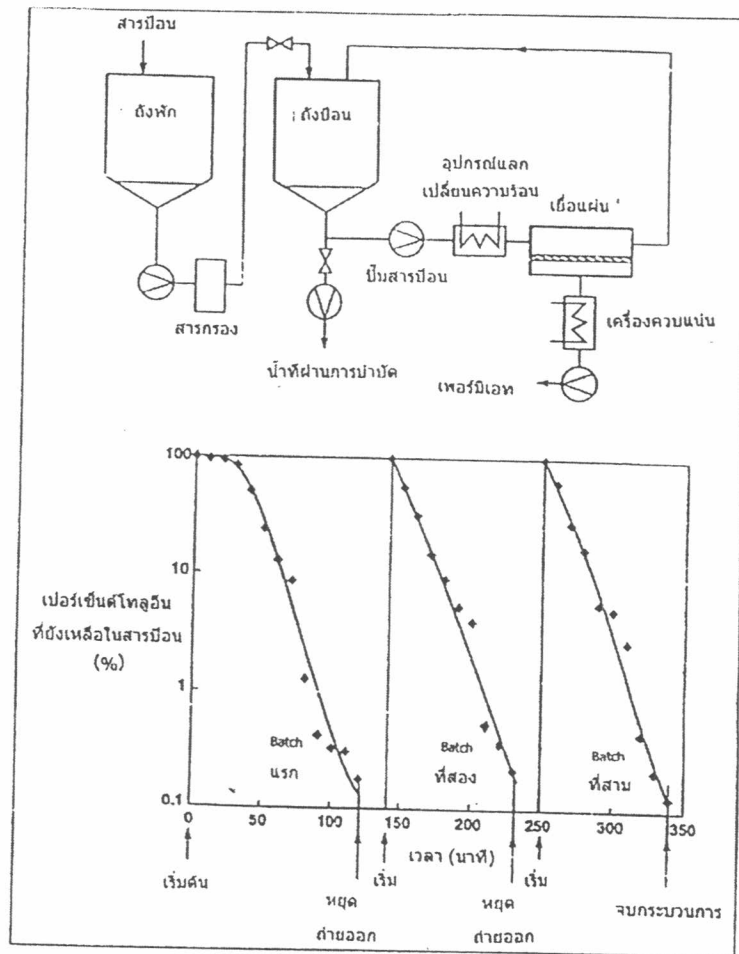 สารป้อน
ถังพัก
ถังป้อน
อุปกรณ์แลก
เปลี่ยนความร้อน
เยื่อแผ่น
ปั๊มสารป้อน
สารกรอง
เครื่องควบแน่น
น้ำที่ผ่านการบำบัด
เพอร์มิเอท
100
10
1
0.1
เปอร์เซ็นต์โทลูอีน
ที่ยังเหลือในสารป้อน
(%)
Batch
แรก
Batch
ที่สอง
Batch
ที่สาม
0 50 100 150 200 250 300 350
เวลา (นาที)
เริ่มต้น
หยุด
ถ่ายออก
เริ่ม
หยุด
ถ่ายออก
เริ่ม
จบกระบวนการ